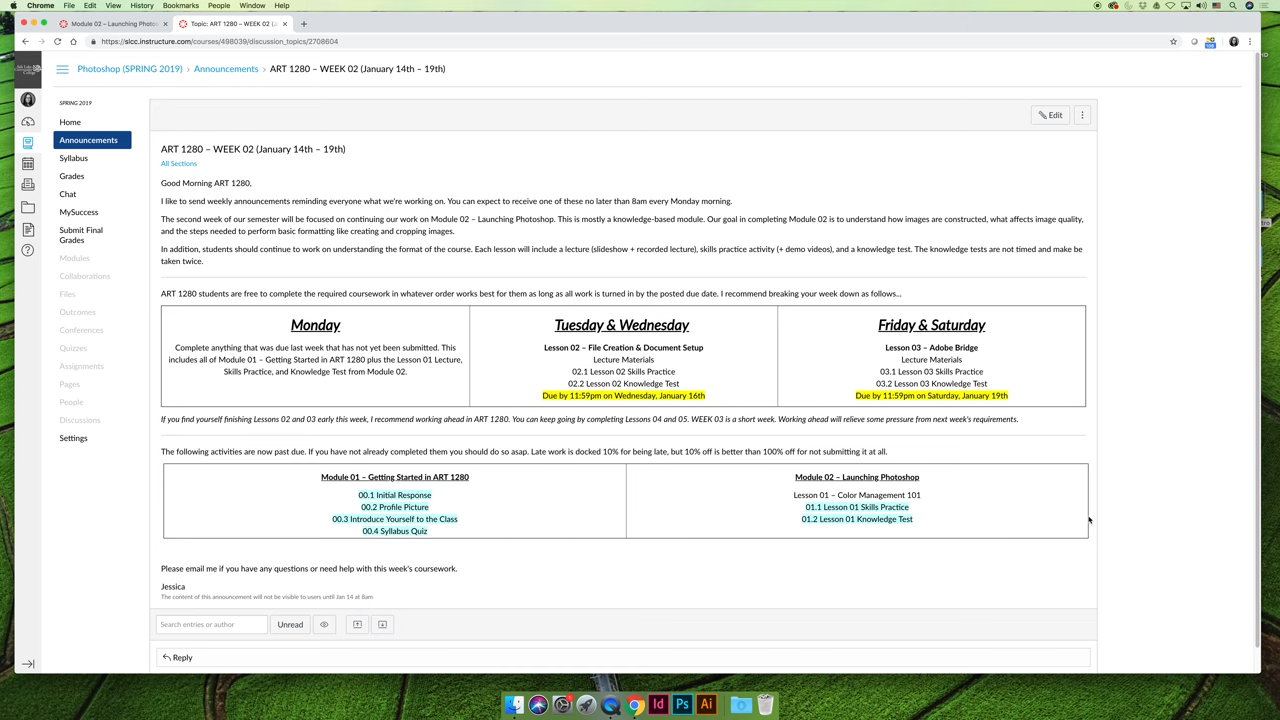 Chrome File Edit View History Bookmarks People Window Help
Module 02 – Launching Photos
Topic: ART 1280 – WEEK 02 (J
https://slcc.instructure.com/courses/498039/discussion_topics/2708604
Photoshop (SPRING 2019) > Announcements > ART 1280 – WEEK 02 (January 14th – 19th)
SPRING 2019
Home
Announcements
Syllabus
Grades
Chat
MySuccess
Submit Final
Grades
Modules
Collaborations
Files
Outcomes
Conferences
Quizzes
Assignments
Pages
People
Discussions
Settings
Edit
ART 1280 – WEEK 02 (January 14th – 19th)
All Sections
Good Morning ART 1280,
I like to send weekly announcements reminding everyone what we're working on. You can expect to receive one of these no later than 8am every Monday morning.
The second week of our semester will be focused on continuing our work on Module 02 – Launching Photoshop. This is mostly a knowledge-based module. Our goal in completing Module 02 is to understand how images are constructed, what affects image quality,
and the steps needed to perform basic formatting like creating and cropping images.
In addition, students should continue to work on understanding the format of the course. Each lesson will include a lecture (slideshow + recorded lecture), skills practice activity (+ demo videos), and a knowledge test. The knowledge tests are not timed and make be
taken twice.
ART 1280 students are free to complete the required coursework in whatever order works best for them as long as all work is turned in by the posted due date. I recommend breaking your week down as follows...
Monday
Complete anything that was due last week that has not yet been submitted. This
includes all of Module 01 – Getting Started in ART 1280 plus the Lesson 01 Lecture,
Skills Practice, and Knowledge Test from Module 02.
Tuesday & Wednesday
Lesson 02 – File Creation & Document Setup
Lecture Materials
02.1 Lesson 02 Skills Practice
02.2 Lesson 02 Knowledge Test
Due by 11:59pm on Wednesday, January 16th
Friday & Saturday
Lesson 03 – Adobe Bridge
Lecture Materials
03.1 Lesson 03 Skills Practice
03.2 Lesson 03 Knowledge Test
Due by 11:59pm on Saturday, January 19th
If you find yourself finishing Lessons 02 and 03 early this week, I recommend working ahead in ART 1280. You can keep going by completing Lessons 04 and 05. WEEK 03 is a short week. Working ahead will relieve some pressure from next week's requirements.
The following activities are now past due. If you have not already completed them you should do so asap. Late work is docked 10% for being late, but 10% off is better than 100% off for not submitting it at all.
Module 01 – Getting Started in ART 1280
00.1 Initial Response
00.2 Profile Picture
00.3 Introduce Yourself to the Class
00.4 Syllabus Quiz
Module 02 – Launching Photoshop
Lesson 01 – Color Management 101
01.1 Lesson 01 Skills Practice
01.2 Lesson 01 Knowledge Test
Please email me if you have any questions or need help with this week's coursework.
Jessica
The content of this announcement will not be visible to users until Jan 14 at 8am
Search entries or author
Unread
Reply
Id Ps Ai